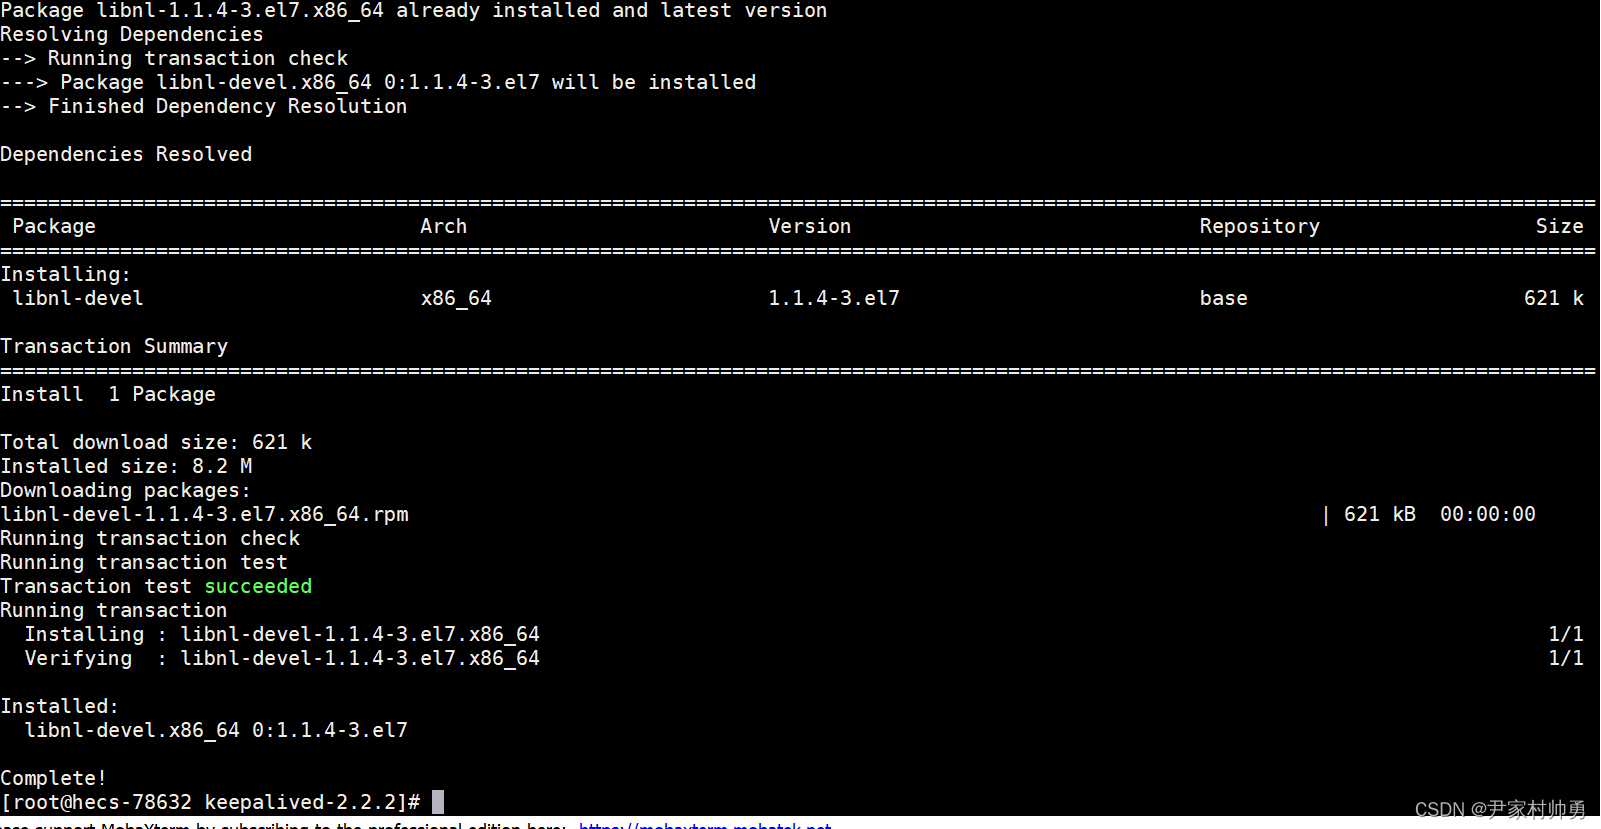 Package libnl-1.1.4-3.el7.x86_64 already installed and latest version
Resolving Dependencies
--> Running transaction check
---> Package libnl-devel.x86_64 0:1.1.4-3.el7 will be installed
--> Finished Dependency Resolution
Dependencies Resolved
=====================================================================================================================================
Package Arch Version Repository Size
=====================================================================================================================================
Installing:
libnl-devel x86_64 1.1.4-3.el7 base 621 k
Transaction Summary
=====================================================================================================================================
Install  1 Package
Total download size: 621 k
Installed size: 8.2 M
Downloading packages:
libnl-devel-1.1.4-3.el7.x86_64.rpm | 621 kB  00:00:00
Running transaction check
Running transaction test
Transaction test succeeded
Running transaction
Installing : libnl-devel-1.1.4-3.el7.x86_64 1/1
Verifying  : libnl-devel-1.1.4-3.el7.x86_64 1/1
Installed:
libnl-devel.x86_64 0:1.1.4-3.el7
Complete!
[root@hecs-78632 keepalived-2.2.2]#
CSDN @尹家村帅勇
ease support MobaXterm by subscribing to the professional edition here: https://mobaxterm.mobatek.net